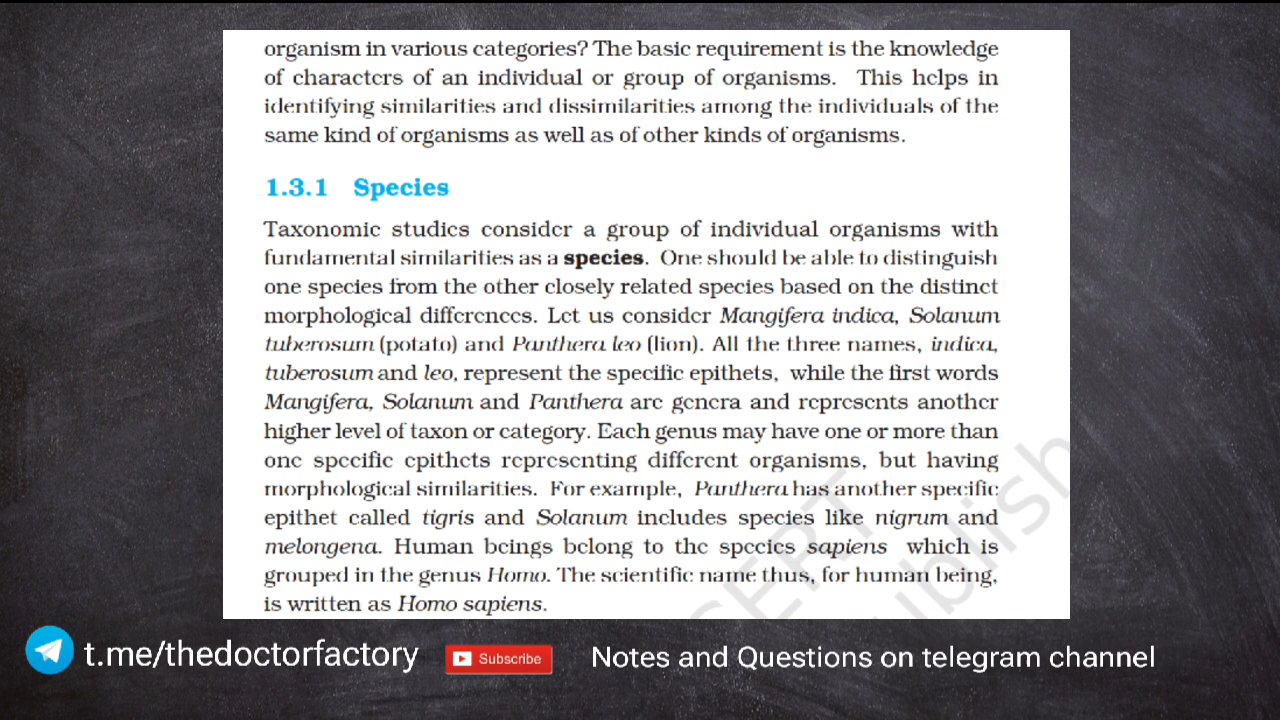 organism in various categories? The basic requirement is the knowledge
of characters of an individual or group of organisms. This helps in
identifying similarities and dissimilarities among the individuals of the
same kind of organisms as well as of other kinds of organisms.
1.3.1 Species
Taxonomic studies consider a group of individual organisms with
fundamental similarities as a species. One should be able to distinguish
one species from the other closely related species based on the distinct
morphological differences. Let us consider Mangifera indica, Solanum
tuberosum (potato) and Panthera leo (lion). All the three names, indica,
tuberosum and leo, represent the specific epithets, while the first words
Mangifera, Solanum and Panthera are genera and represents another
higher level of taxon or category. Each genus may have one or more than
one specific epithets representing different organisms, but having
morphological similarities. For example, Panthera has another specific
epithet called tigris and Solanum includes species like nigrum and
melongena. Human beings belong to the species sapiens which is
grouped in the genus Homo. The scientific name thus, for human being,
is written as Homo sapiens.
t.me/thedoctorfactory
Subscribe
Notes and Questions on telegram channel